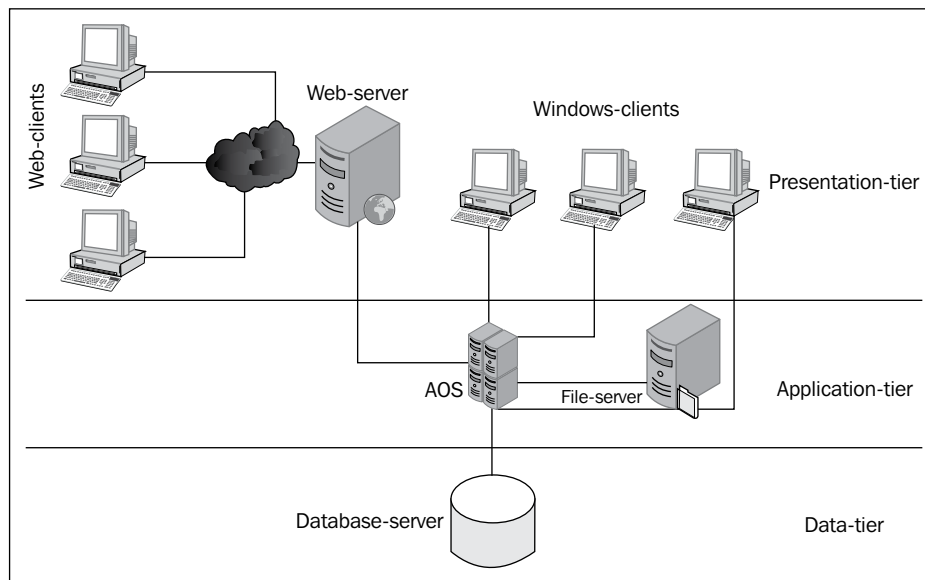 Web-clients
Web-server
Windows-clients
Presentation-tier
AOS
File-server
Application-tier
Database-server
Data-tier